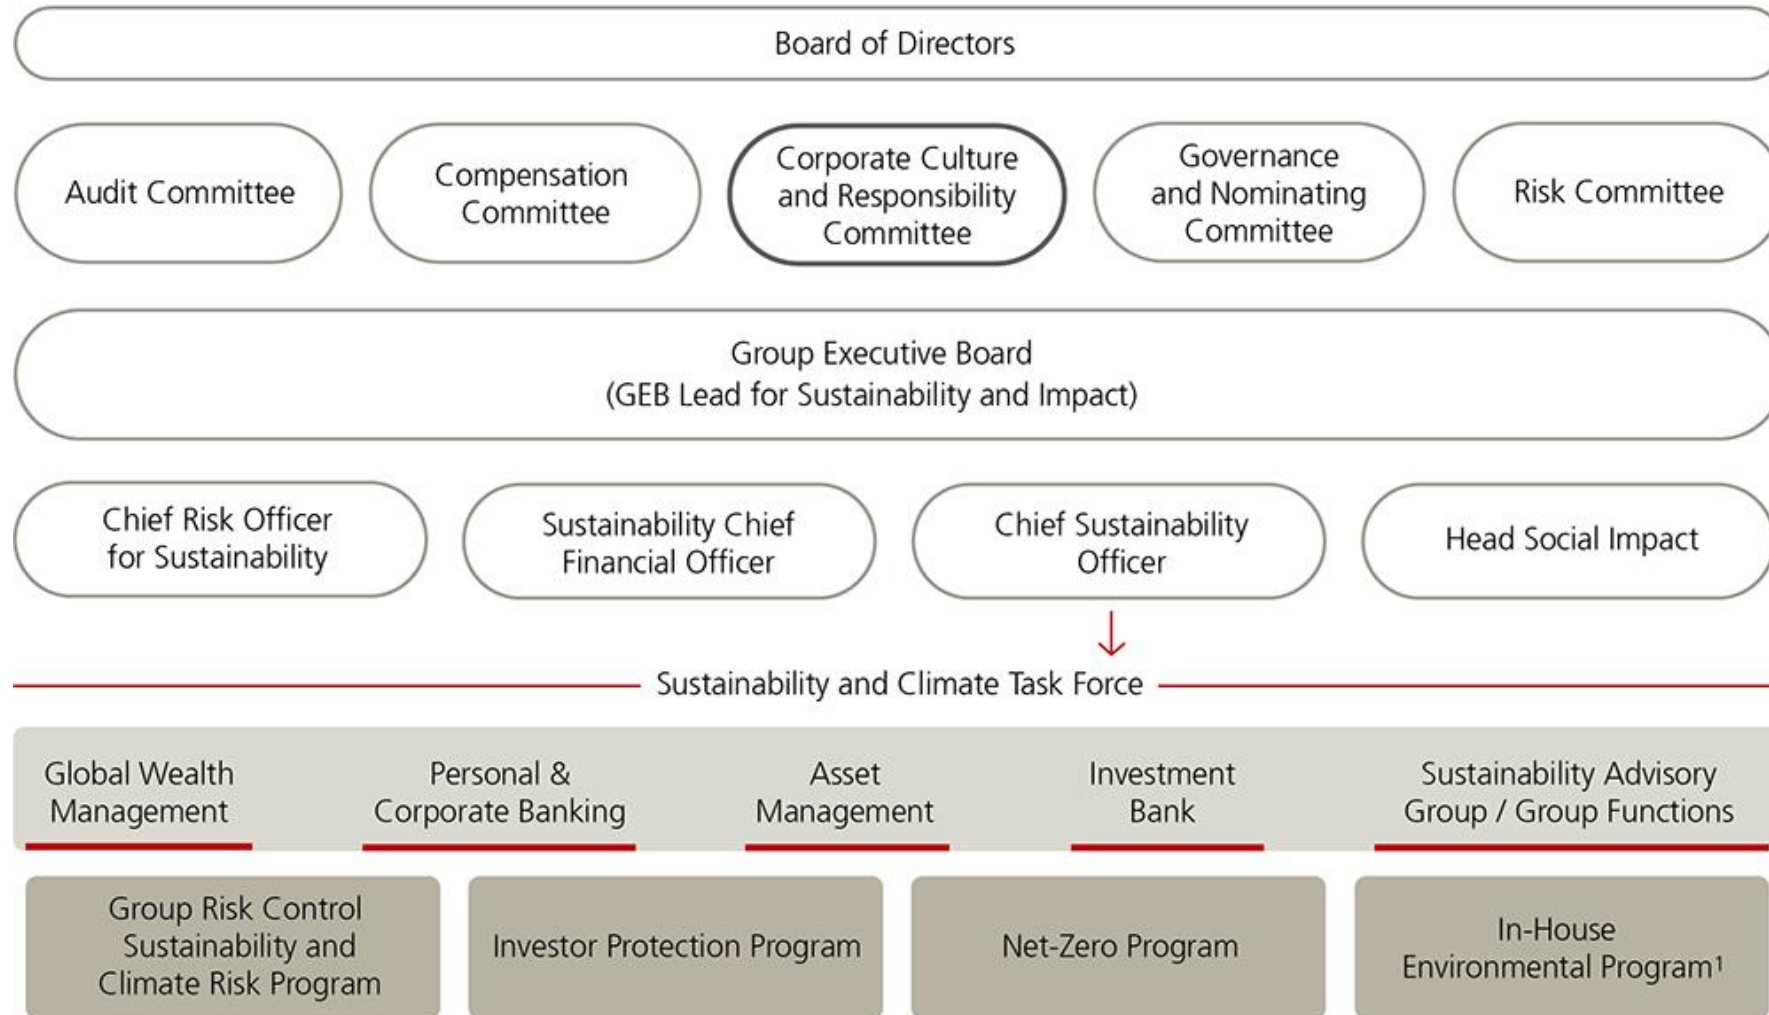 Board of Directors
Audit Committee
Compensation
Committee
Corporate Culture
and Responsibility
Committee
Governance
and Nominating
Committee
Risk Committee
Group Executive Board
(GEB Lead for Sustainability and Impact)
Chief Risk Officer
for Sustainability
Sustainability Chief
Financial Officer
Chief Sustainability
Officer
Head Social Impact
Sustainability and Climate Task Force
Global Wealth
Management
Personal &
Corporate Banking
Asset
Management
Investment
Bank
Sustainability Advisory
Group / Group Functions
Group Risk Control
Sustainability and
Climate Risk Program
Investor Protection Program
Net-Zero Program
In-House
Environmental Program¹